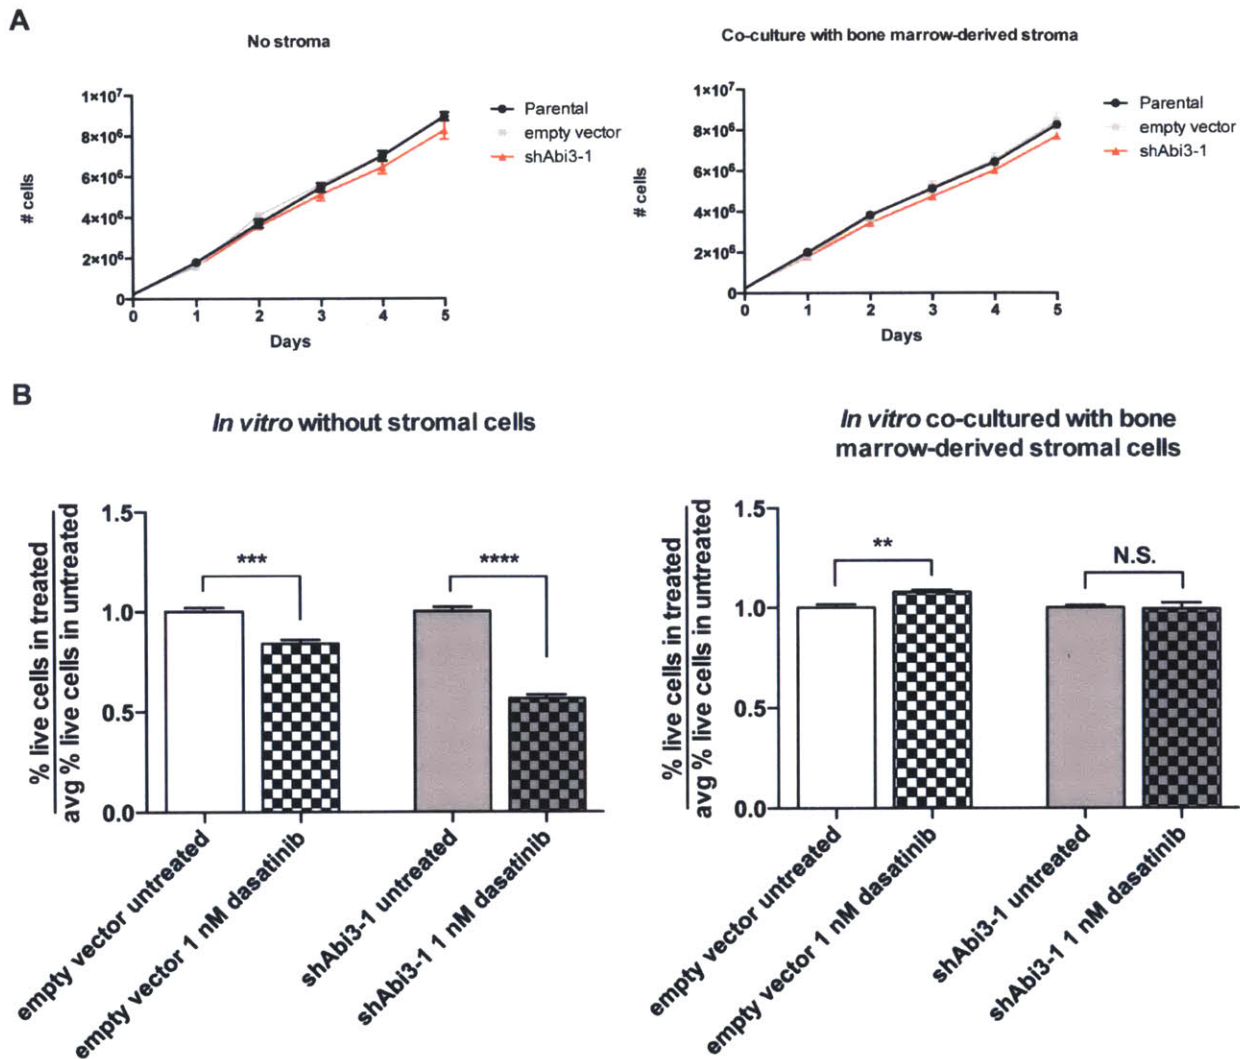 A
No stroma
1×10⁷
8×10⁶
6×10⁶
4×10⁶
2×10⁶
0
# cells
0 1 2 3 4 5
Days
Parental
empty vector
shAbi3-1
Co-culture with bone marrow-derived stroma
1×10⁷
8×10⁶
6×10⁶
4×10⁶
2×10⁶
0
# cells
0 1 2 3 4 5
Days
Parental
empty vector
shAbi3-1
B
In vitro without stromal cells
% live cells in treated
avg % live cells in untreated
1.5
1.0
0.5
0.0
***
****
empty vector untreated
empty vector 1 nM dasatinib
shAbi3-1 untreated
shAbi3-1 1 nM dasatinib
In vitro co-cultured with bone
marrow-derived stromal cells
% live cells in treated
avg % live cells in untreated
1.5
1.0
0.5
0.0
**
N.S.
empty vector untreated
empty vector 1 nM dasatinib
shAbi3-1 untreated
shAbi3-1 1 nM dasatinib